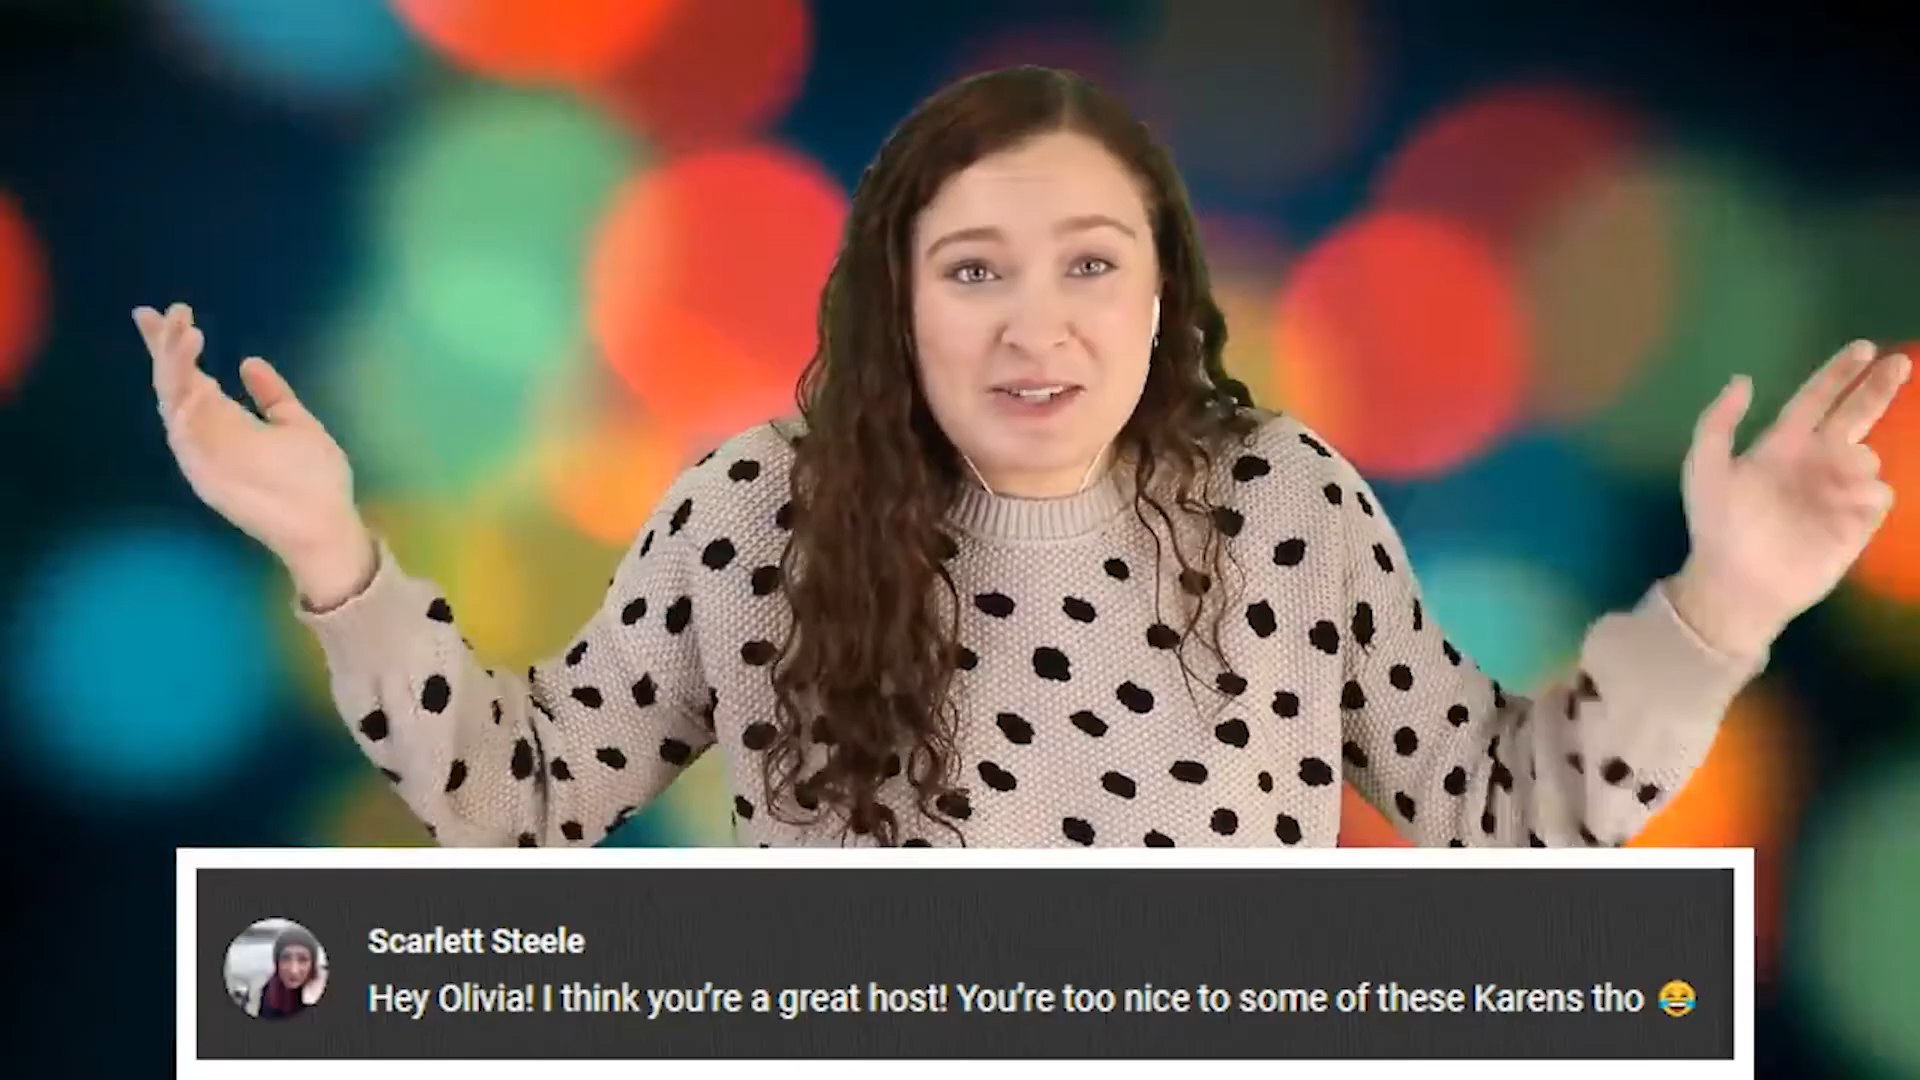 Scarlett Steele
Hey Olivia! I think you're a great host! You're too nice to some of these Karens tho 😂